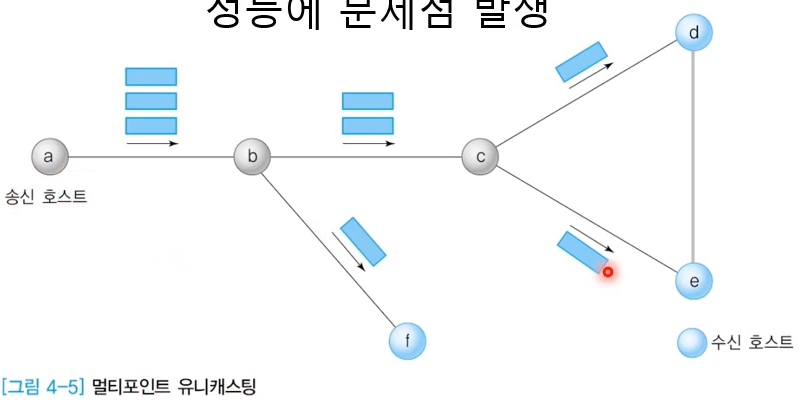 성능에 문제점 발생
d
a
b
c
송신 호스트
e
f
수신 호스트
[그림 4-5] 멀티포인트 유니캐스팅